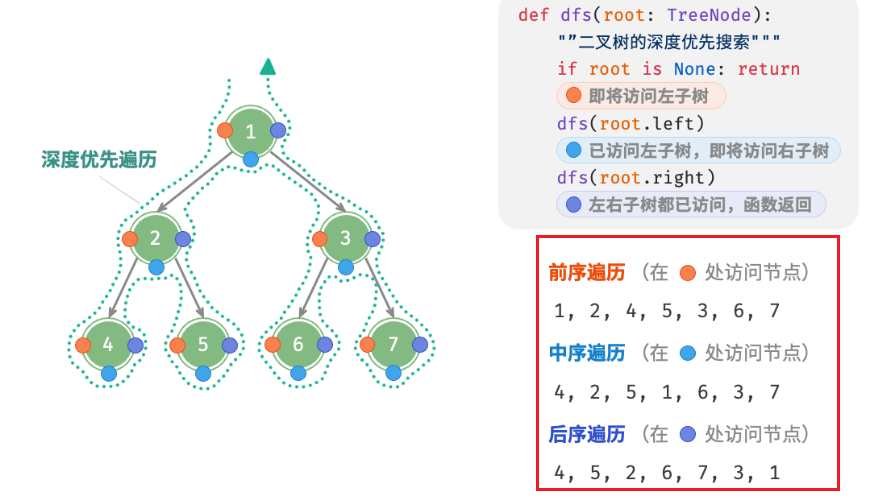 深度优先遍历
1
2
3
4
5
6
7
def dfs(root: TreeNode):
"”二叉树的深度优先搜索"""
if root is None: return
即将访问左子树
dfs(root.left)
已访问左子树，即将访问右子树
dfs(root.right)
左右子树都已访问，函数返回
前序遍历（在 处访问节点）
1, 2, 4, 5, 3, 6, 7
中序遍历（在 处访问节点）
4, 2, 5, 1, 6, 3, 7
后序遍历（在 处访问节点）
4, 5, 2, 6, 7, 3, 1